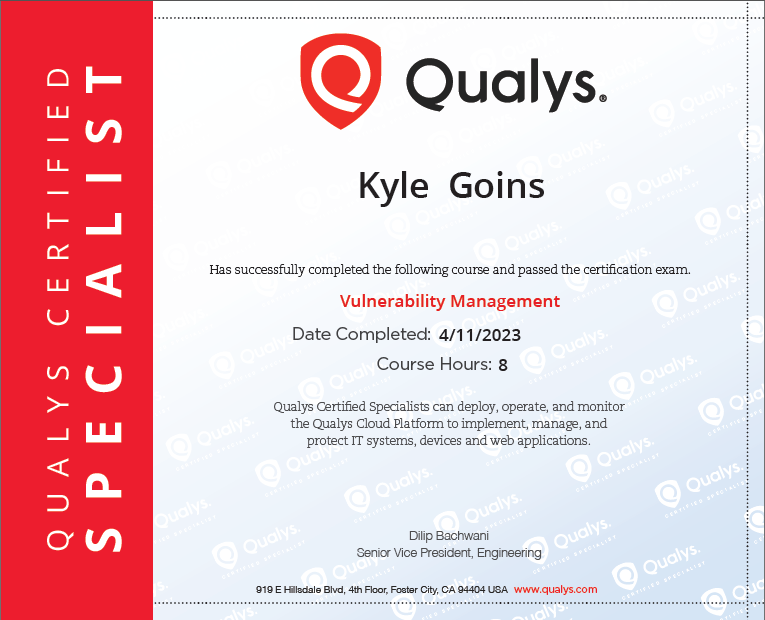 QUALYS CERTIFIED
SPECIALIST
Qualys.
Kyle Goins
Has successfully completed the following course and passed the certification exam.
Vulnerability Management
Date Completed: 4/11/2023
Course Hours: 8
Qualys Certified Specialists can deploy, operate, and monitor
the Qualys Cloud Platform to implement, manage, and
protect IT systems, devices and web applications.
Dilip Bachwani
Senior Vice President, Engineering
919 E Hillsdale Blvd, 4th Floor, Foster City, CA 94404 USA www.qualys.com